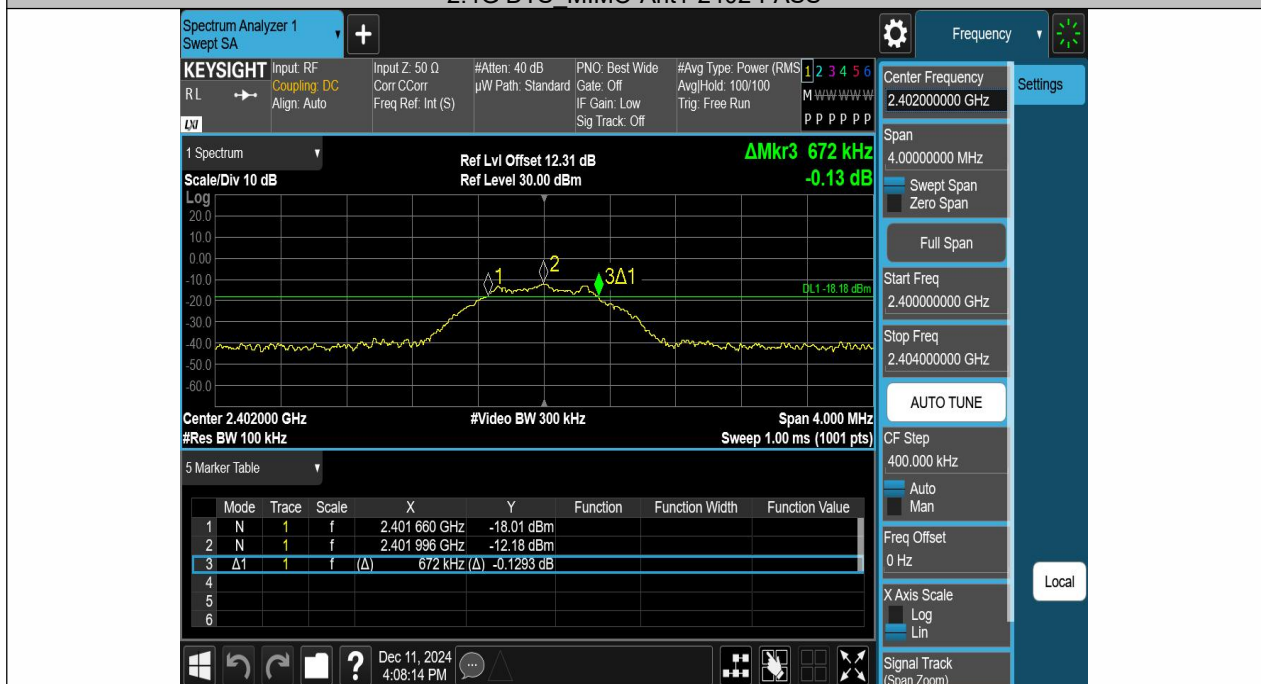 2.4G BTC_MIMO-Ant1-2402 PASS
Spectrum Analyzer 1
Swept SA
Frequency
KEYSIGHT
RL
LXI
Input: RF
Coupling: DC
Align: Auto
Input Z: 50 Ω
Corr CCorr
Freq Ref: Int (S)
#Atten: 40 dB
µW Path: Standard
PNO: Best Wide
Gate: Off
IF Gain: Low
Sig Track: Off
#Avg Type: Power (RMS
Avg|Hold: 100/100
Trig: Free Run
1 2 3 4 5 6
M W W W W W
P P P P P P
1 Spectrum
Scale/Div 10 dB
Ref Lvl Offset 12.31 dB
Ref Level 30.00 dBm
ΔMkr3 672 kHz
-0.13 dB
Log
20.0
10.0
0.00
-10.0
-20.0
-30.0
-40.0
-50.0
-60.0
1
2
3Δ1
DL1 -18.18 dBm
Center 2.402000 GHz
#Video BW 300 kHz
Span 4.000 MHz
#Res BW 100 kHz
Sweep 1.00 ms (1001 pts)
5 Marker Table
Mode Trace Scale X Y Function Function Width Function Value
1 N 1 f 2.401 660 GHz -18.01 dBm
2 N 1 f 2.401 996 GHz -12.18 dBm
3 Δ1 1 f (Δ) 672 kHz (Δ) -0.1293 dB
4
5
6
Dec 11, 2024
4:08:14 PM
Center Frequency
2.402000000 GHz
Settings
Span
4.00000000 MHz
Swept Span
Zero Span
Full Span
Start Freq
2.400000000 GHz
Stop Freq
2.404000000 GHz
AUTO TUNE
CF Step
400.000 kHz
Auto
Man
Freq Offset
0 Hz
X Axis Scale
Log
Lin
Local
Signal Track
(Span Zoom)